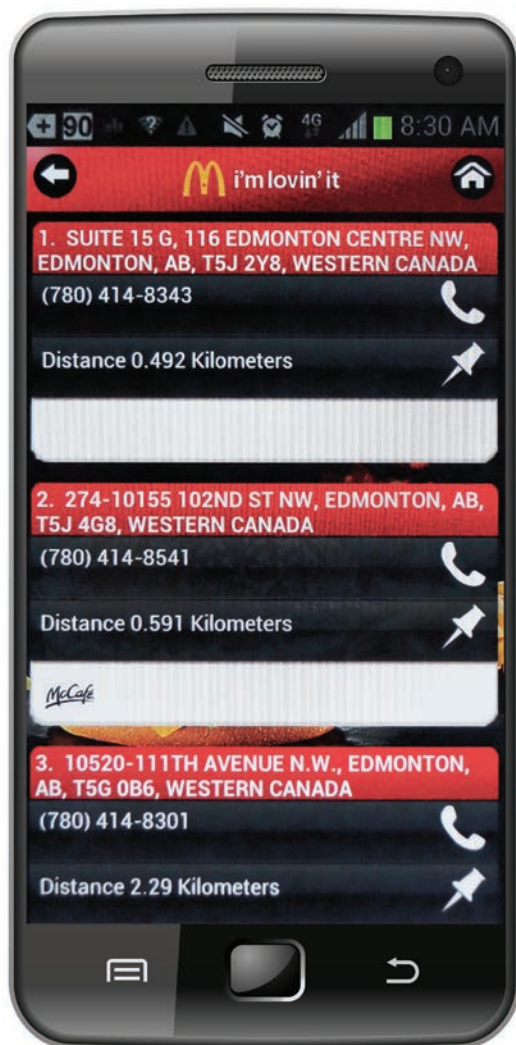 90
4G
8:30 AM
M i'm lovin' it
1. SUITE 15 G, 116 EDMONTON CENTRE NW,
EDMONTON, AB, T5J 2Y8, WESTERN CANADA
(780) 414-8343
Distance 0.492 Kilometers
2. 274-10155 102ND ST NW, EDMONTON, AB,
T5J 4G8, WESTERN CANADA
(780) 414-8541
Distance 0.591 Kilometers
McCafé
3. 10520-111TH AVENUE N.W., EDMONTON,
AB, T5G 0B6, WESTERN CANADA
(780) 414-8301
Distance 2.29 Kilometers